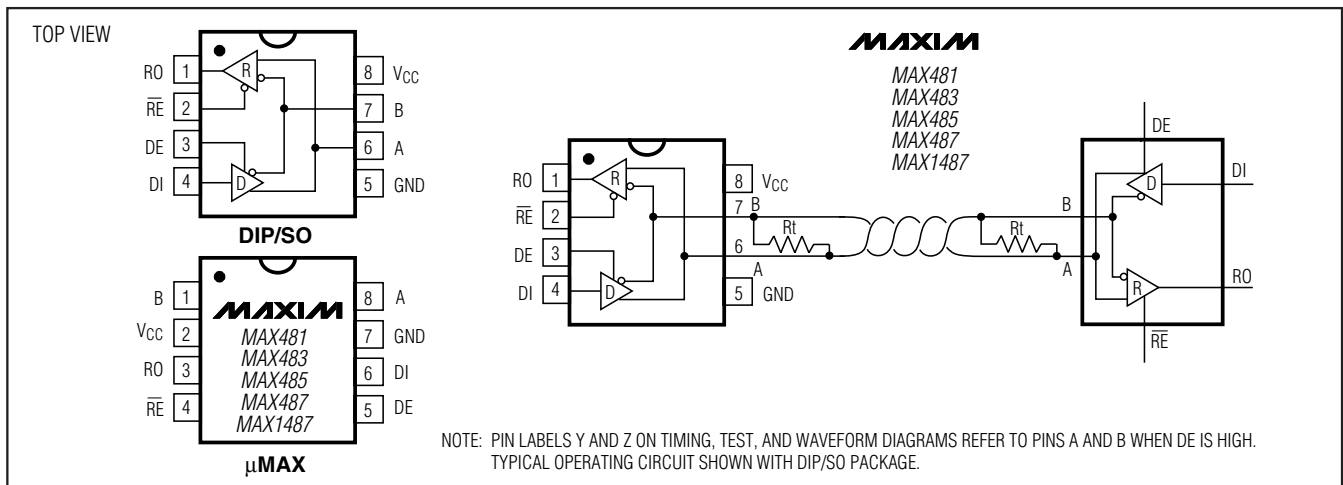 TOP VIEW
RO 1
RE 2
DE 3
DI 4
8 VCC
7 B
6 A
5 GND
R
D
DIP/SO
B 1
VCC 2
RO 3
RE 4
8 A
7 GND
6 DI
5 DE
MAXIM
MAX481
MAX483
MAX485
MAX487
MAX1487
µMAX
MAXIM
MAX481
MAX483
MAX485
MAX487
MAX1487
RO 1
RE 2
DE 3
DI 4
R
D
8 VCC
7 B
6
A
5 GND
Rt
Rt
B
A
DE
D
DI
R
RO
RE
NOTE: PIN LABELS Y AND Z ON TIMING, TEST, AND WAVEFORM DIAGRAMS REFER TO PINS A AND B WHEN DE IS HIGH.
TYPICAL OPERATING CIRCUIT SHOWN WITH DIP/SO PACKAGE.